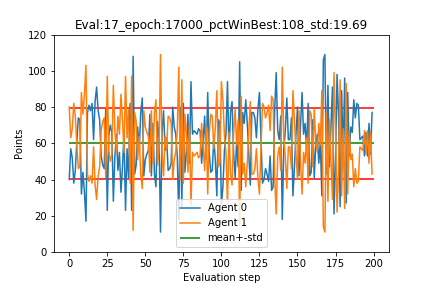 Eval:17_epoch:17000_pctWinBest:108_std:19.69
120
100
80
60
40
20
0
Points
0
25
50
75
100
125
150
175
200
Evaluation step
Agent 0
Agent 1
mean+-std